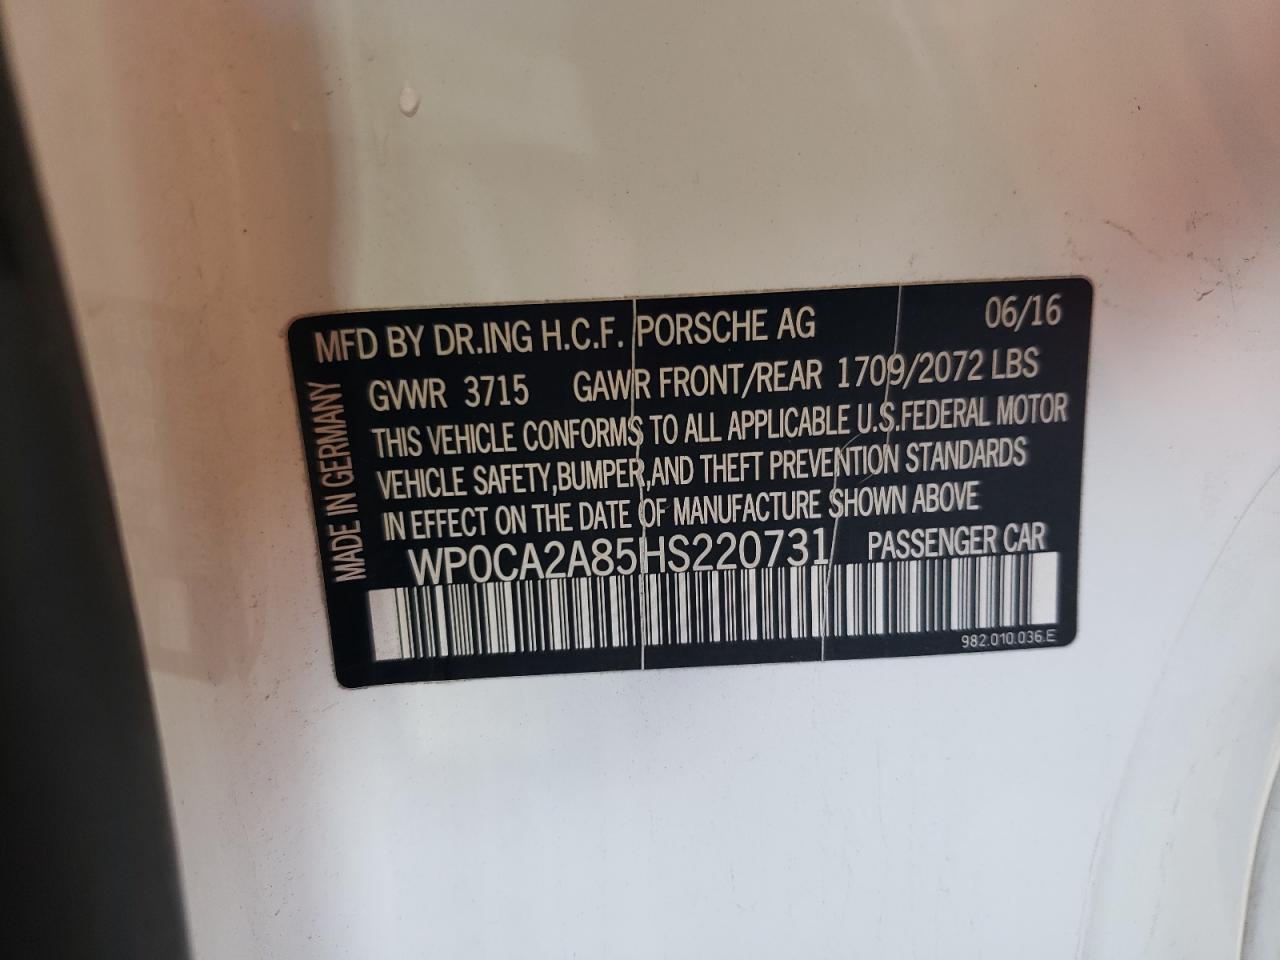 MFD BY DR.ING H.C.F. PORSCHE AG 06/16
GVWR 3715 GAWR FRONT/REAR 1709/2072 LBS
THIS VEHICLE CONFORMS TO ALL APPLICABLE U.S.FEDERAL MOTOR
VEHICLE SAFETY,BUMPER,AND THEFT PREVENTION STANDARDS
IN EFFECT ON THE DATE OF MANUFACTURE SHOWN ABOVE
WP0CA2A85HS220731 PASSENGER CAR
982.010.036.E
MADE IN GERMANY